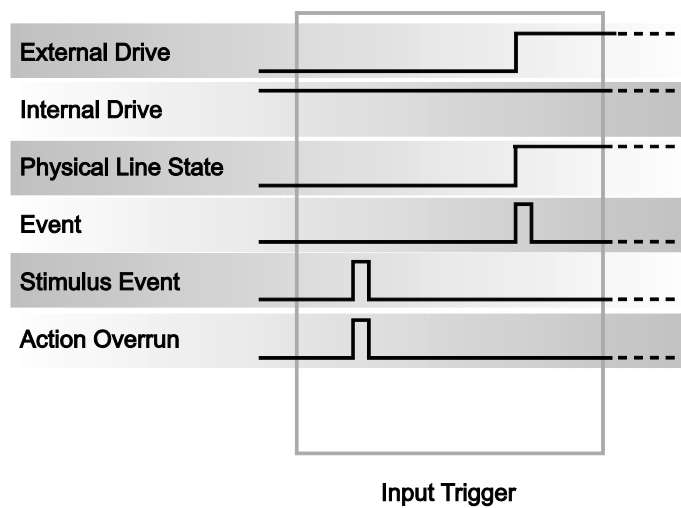 External Drive
Internal Drive
Physical Line State
Event
Stimulus Event
Action Overrun
Input Trigger